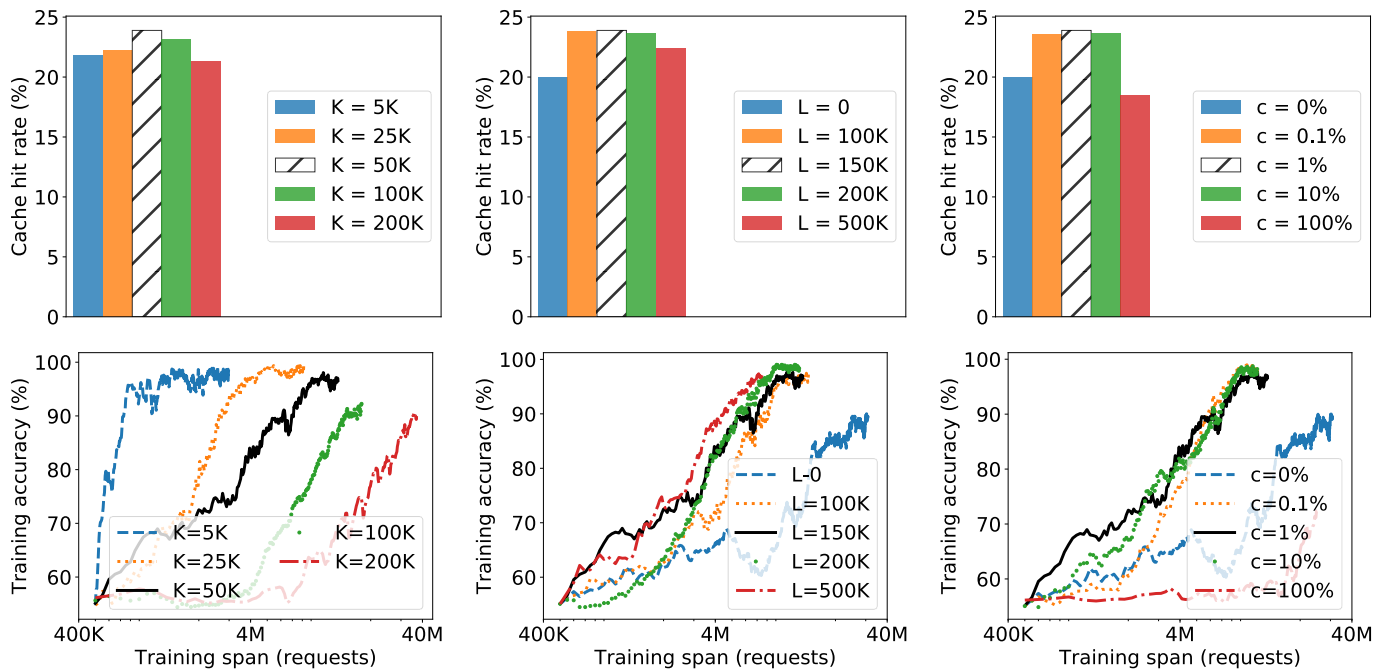 25
20
15
10
5
0
Cache hit rate (%)
K = 5K
K = 25K
K = 50K
K = 100K
K = 200K
25
20
15
10
5
0
Cache hit rate (%)
L = 0
L = 100K
L = 150K
L = 200K
L = 500K
25
20
15
10
5
0
Cache hit rate (%)
c = 0%
c = 0.1%
c = 1%
c = 10%
c = 100%
100
90
80
70
60
Training accuracy (%)
K=5K
K=25K
K=50K
K=100K
K=200K
400K 4M 40M
Training span (requests)
100
90
80
70
60
Training accuracy (%)
L-0
L=100K
L=150K
L=200K
L=500K
400K 4M 40M
Training span (requests)
100
90
80
70
60
Training accuracy (%)
c=0%
c=0.1%
c=1%
c=10%
c=100%
400K 4M 40M
Training span (requests)